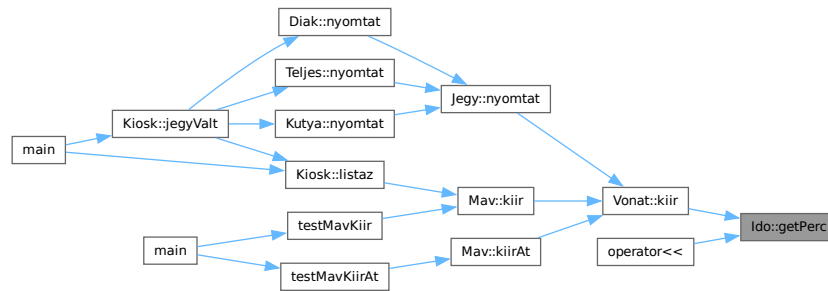 Diak::nyomtat
Teljes::nyomtat
Jegy::nyomtat
Kiosk::jegyValt
Kutya::nyomtat
main
Kiosk::listaz
Mav::kiir
Vonat::kiir
testMavKiir
Ido::getPerc
main
Mav::kiirAt
operator<<
testMavKiirAt